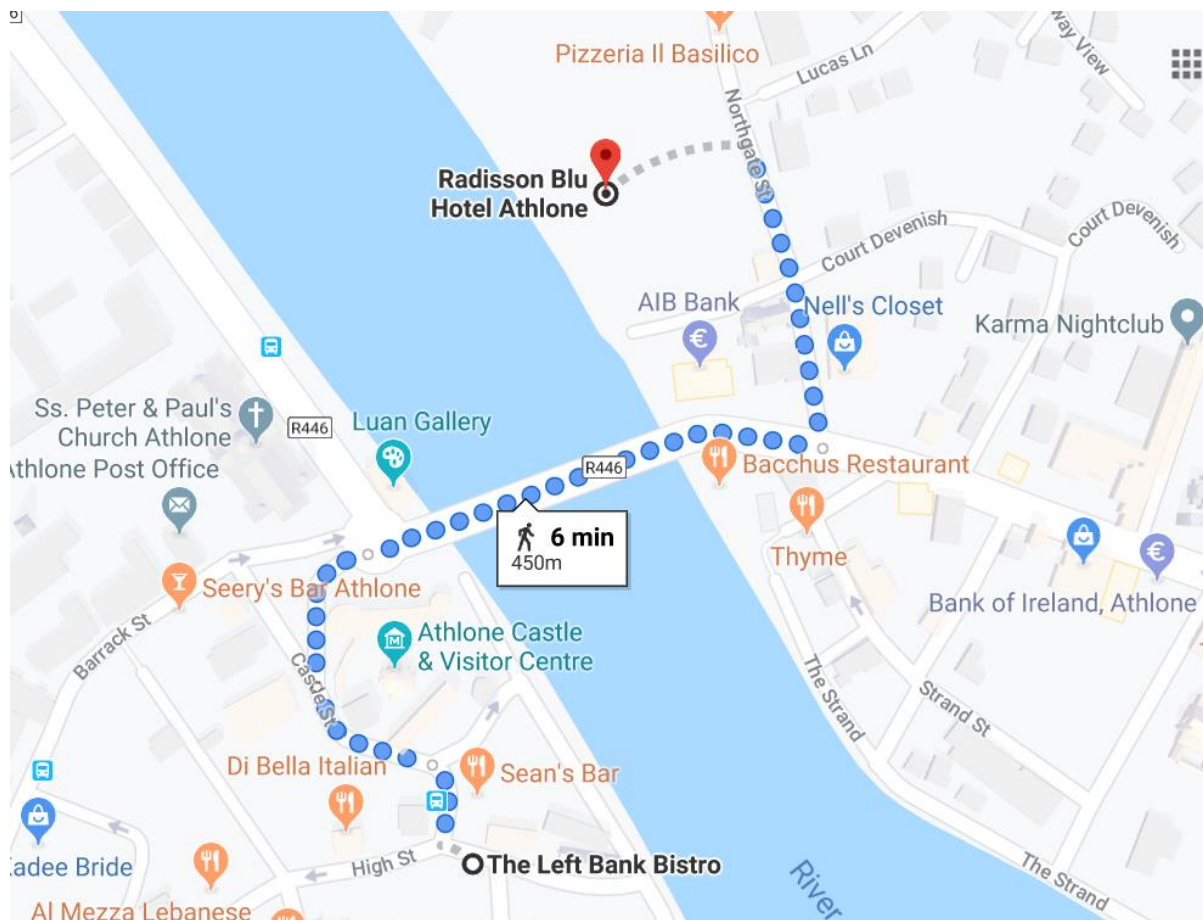 Pizzeria Il Basilico
Lucas Ln
way View
Northgate St
Radisson Blu
Hotel Athlone
Court Devenish
Court Devenish
AIB Bank
Nell's Closet
Karma Nightclub
Ss. Peter & Paul's
Church Athlone
R446
Luan Gallery
Athlone Post Office
R446
Bacchus Restaurant
6 min
450m
Thyme
Seery's Bar Athlone
Bank of Ireland, Athlone
Barrack St
Athlone Castle
& Visitor Centre
Castle St
The Strand
Strand St
Di Bella Italian
Sean's Bar
Kadee Bride
High St
The Left Bank Bistro
River
The Strand
Al Mezza Lebanese